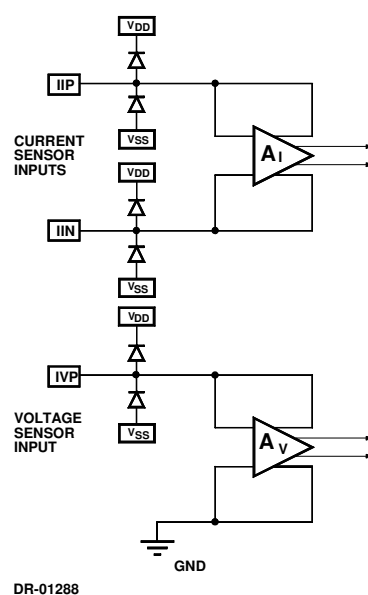 VDD
IIP
CURRENT
SENSOR
INPUTS
VSS
VDD
AI
IIN
VSS
VDD
IVP
VOLTAGE
SENSOR
INPUT
VSS
AV
GND
DR-01288